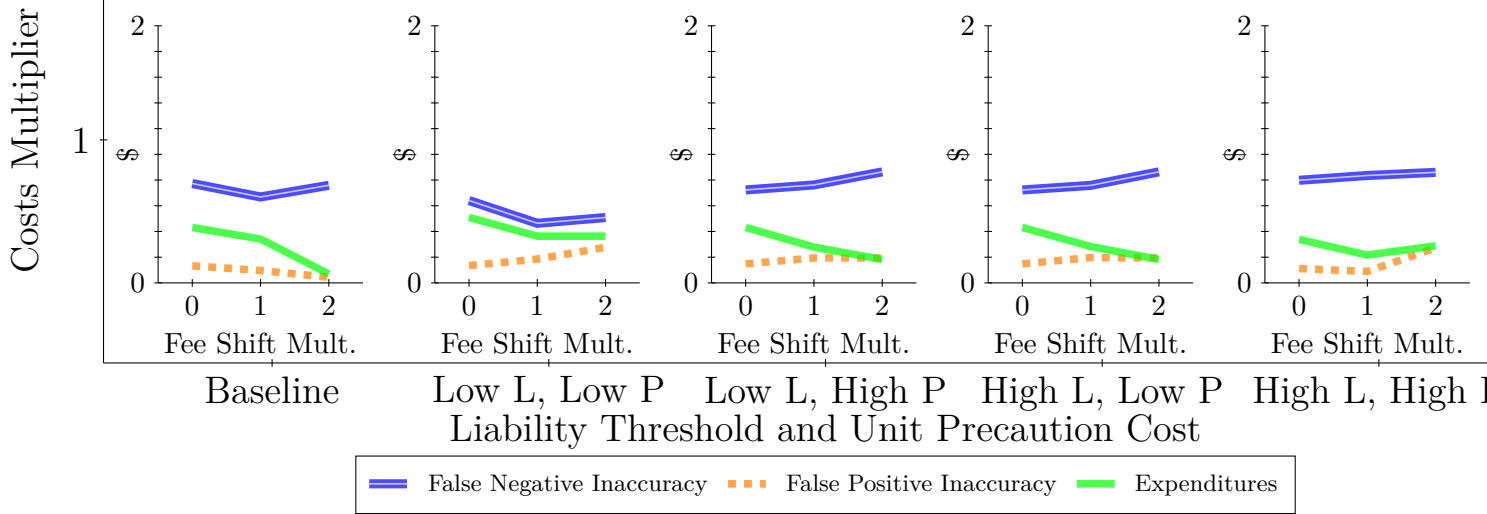 Costs Multiplier
1
2 2 2 2 2
$ $ $ $ $
0 0 0 0 0
0 1 2 0 1 2 0 1 2 0 1 2 0 1 2
Fee Shift Mult. Fee Shift Mult. Fee Shift Mult. Fee Shift Mult. Fee Shift Mult.
Baseline Low L, Low P Low L, High P High L, Low P High L, High P
Liability Threshold and Unit Precaution Cost
False Negative Inaccuracy False Positive Inaccuracy Expenditures